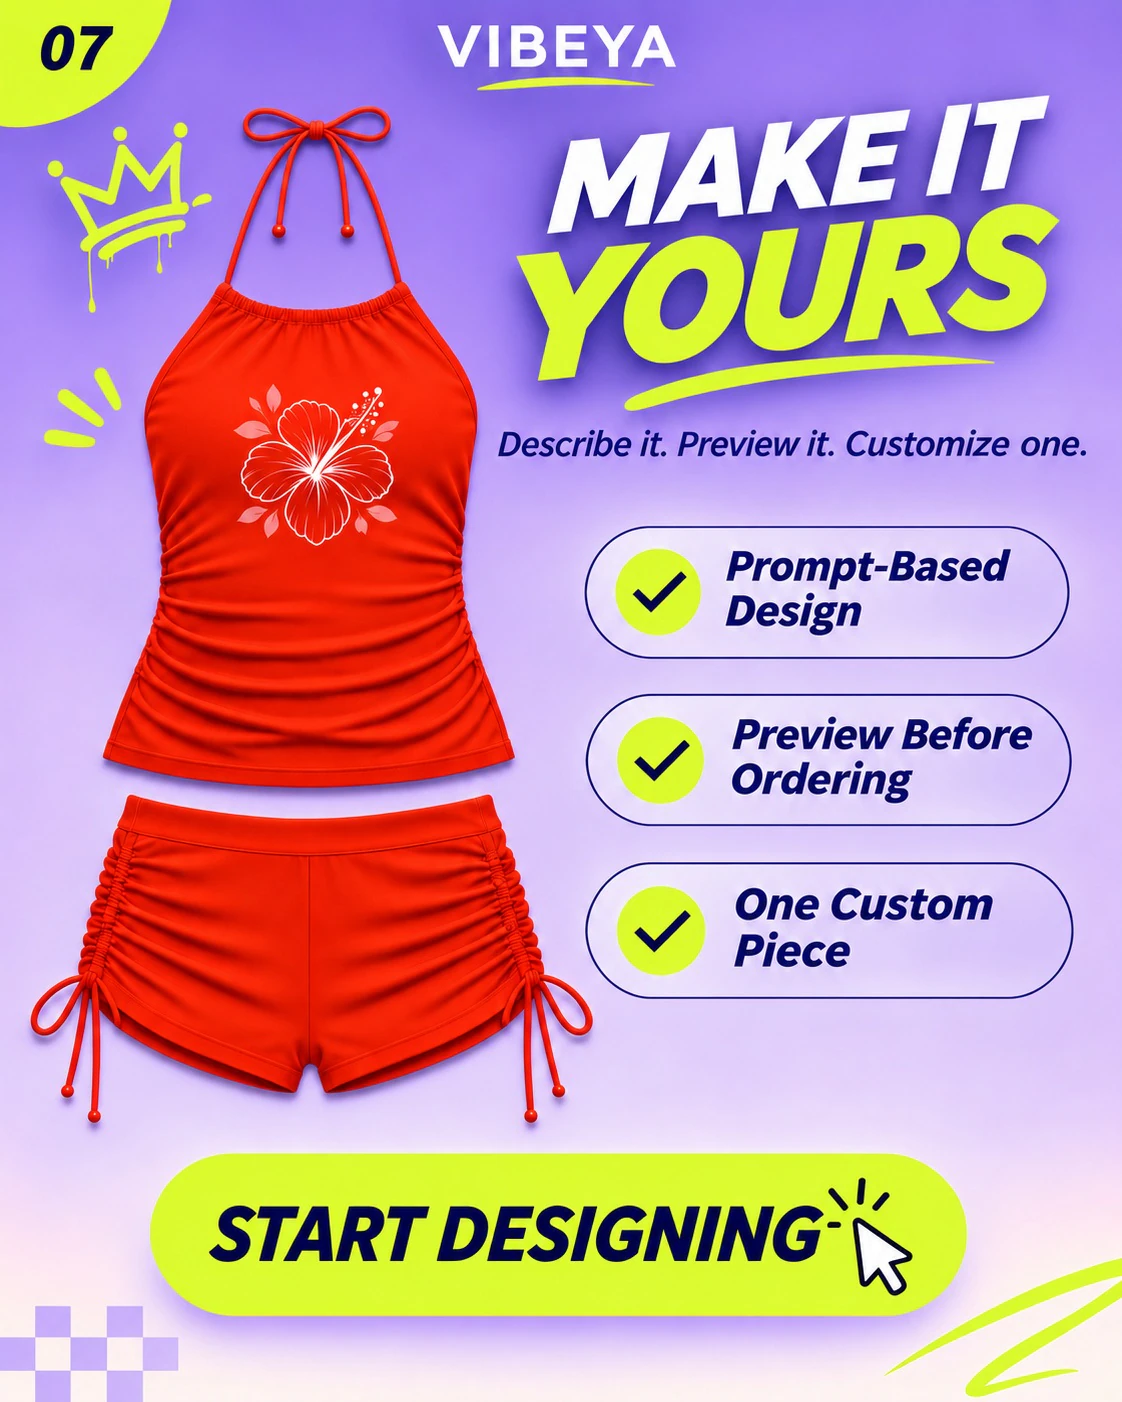 07
VIBEYA
MAKE IT
YOURS
Describe it. Preview it. Customize one.
Prompt-Based
Design
Preview Before
Ordering
One Custom
Piece
START DESIGNING